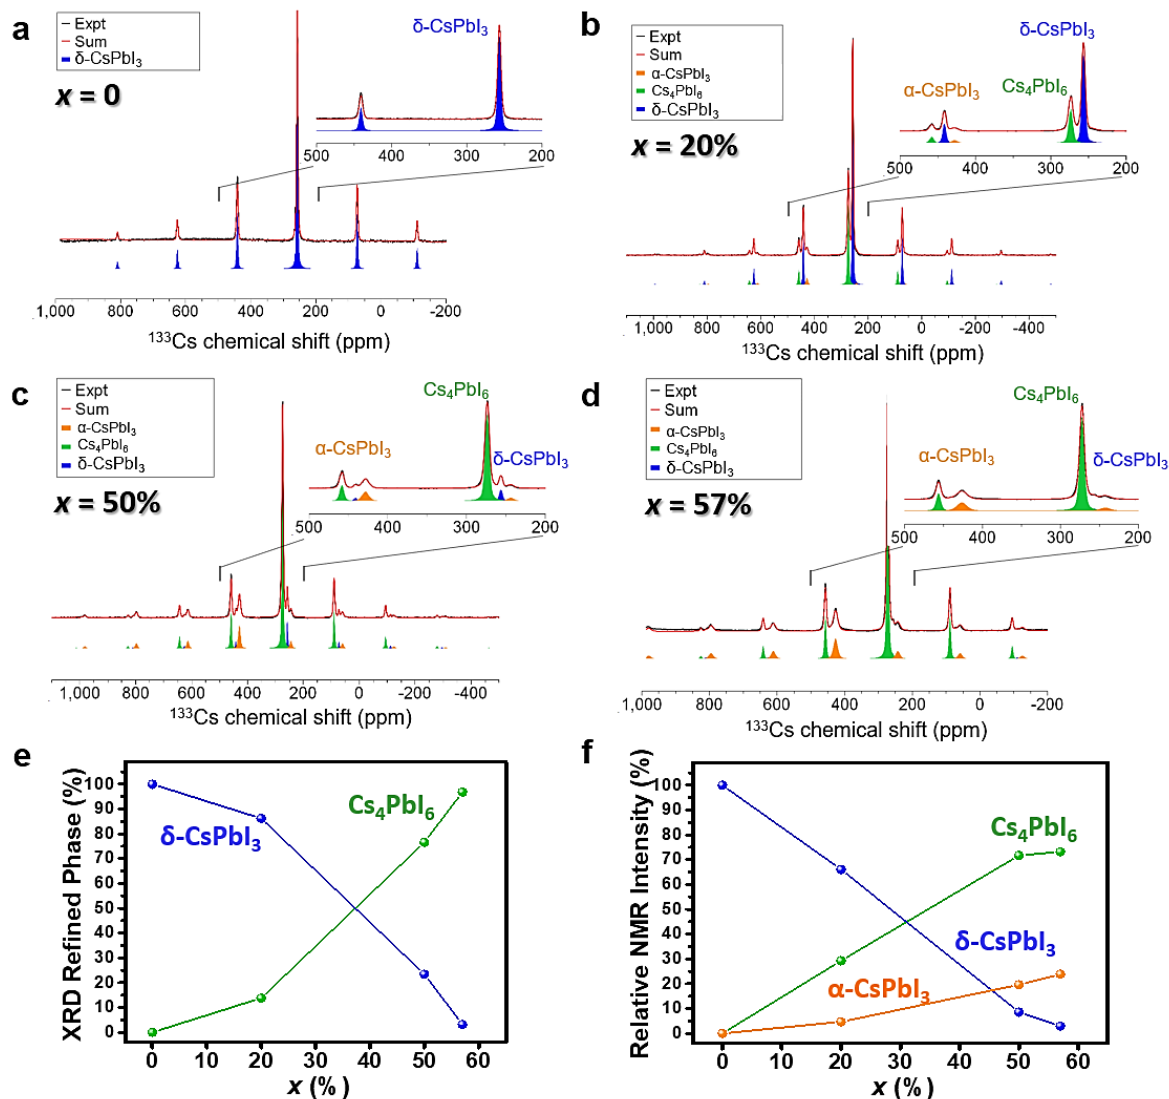 a
Expt
Sum
δ-CsPbI₃
x = 0
δ-CsPbI₃
500 400 300 200
1,000 800 600 400 200 0 -200
¹³³Cs chemical shift (ppm)
b
Expt
Sum
α-CsPbI₃
Cs₄PbI₆
δ-CsPbI₃
x = 20%
δ-CsPbI₃
α-CsPbI₃ Cs₄PbI₆
500 400 300 200
1,000 800 600 400 200 0 -200 -400
¹³³Cs chemical shift (ppm)
c
Expt
Sum
α-CsPbI₃
Cs₄PbI₆
δ-CsPbI₃
x = 50%
Cs₄PbI₆
α-CsPbI₃
δ-CsPbI₃
500 400 300 200
1,000 800 600 400 200 0 -200 -400
¹³³Cs chemical shift (ppm)
d
Expt
Sum
α-CsPbI₃
Cs₄PbI₆
δ-CsPbI₃
x = 57%
Cs₄PbI₆
α-CsPbI₃
δ-CsPbI₃
500 400 300 200
1,000 800 600 400 200 0 -200
¹³³Cs chemical shift (ppm)
e
XRD Refined Phase (%)
100
90
80
70
60
50
40
30
20
10
0
Cs₄PbI₆
δ-CsPbI₃
0 10 20 30 40 50 60
x (%)
f
Relative NMR Intensity (%)
100
90
80
70
60
50
40
30
20
10
0
Cs₄PbI₆
δ-CsPbI₃
α-CsPbI₃
0 10 20 30 40 50 60
x (%)